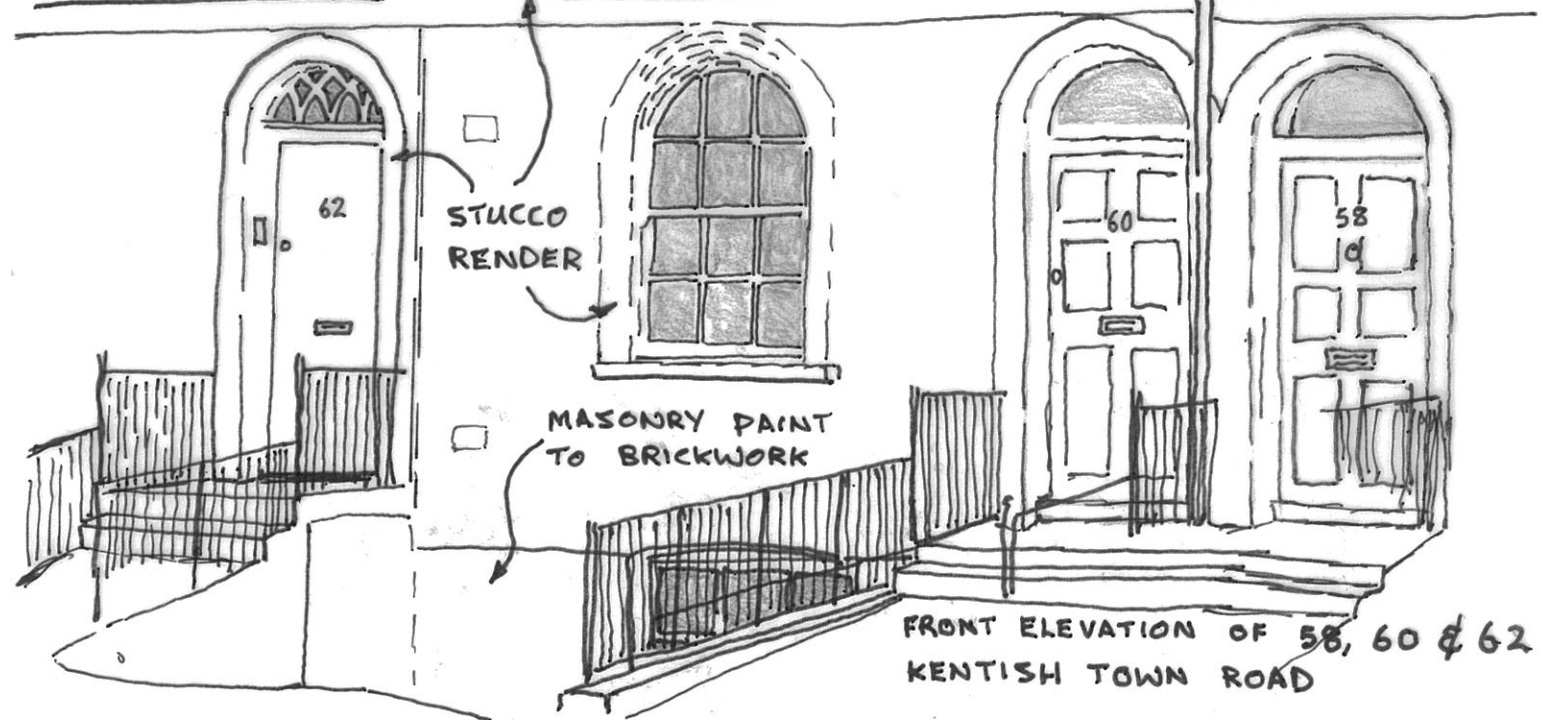 62
STUCCO
RENDER
60
58
MASONRY PAINT
TO BRICKWORK
FRONT ELEVATION OF 58, 60 & 62
KENTISH TOWN ROAD